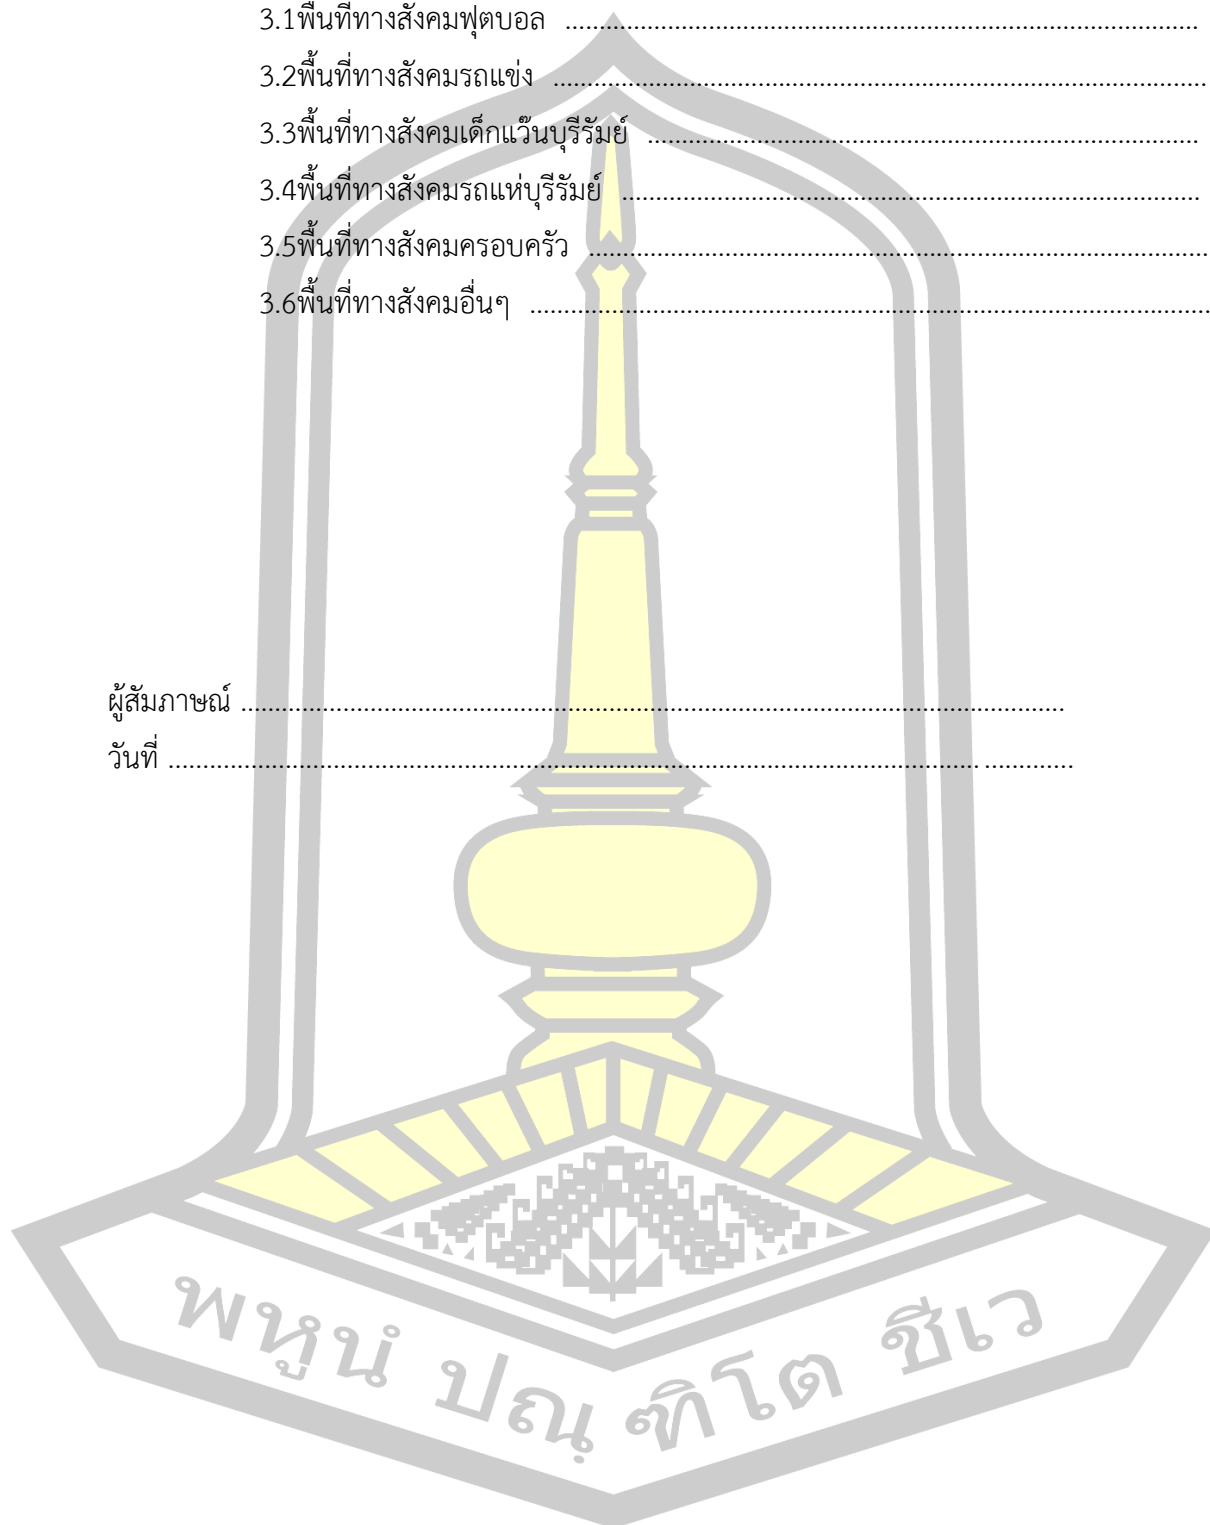 3.1พื้นที่ทางสังคมฟุตบอล ............................................................................................
3.2พื้นที่ทางสังคมรถแข่ง ...............................................................................................
3.3พื้นที่ทางสังคมเด็กแว๊นบุรีรัมย์ ................................................................................
3.4พื้นที่ทางสังคมรถแห่บุรีรัมย์ ....................................................................................
3.5พื้นที่ทางสังคมครอบครัว ..........................................................................................
3.6พื้นที่ทางสังคมอื่นๆ ...................................................................................................
ผู้สัมภาษณ์ ........................................................................................................................
วันที่ ....................................................................................................................... .............
พหูนํ ปณฺฑิโต ชีเว